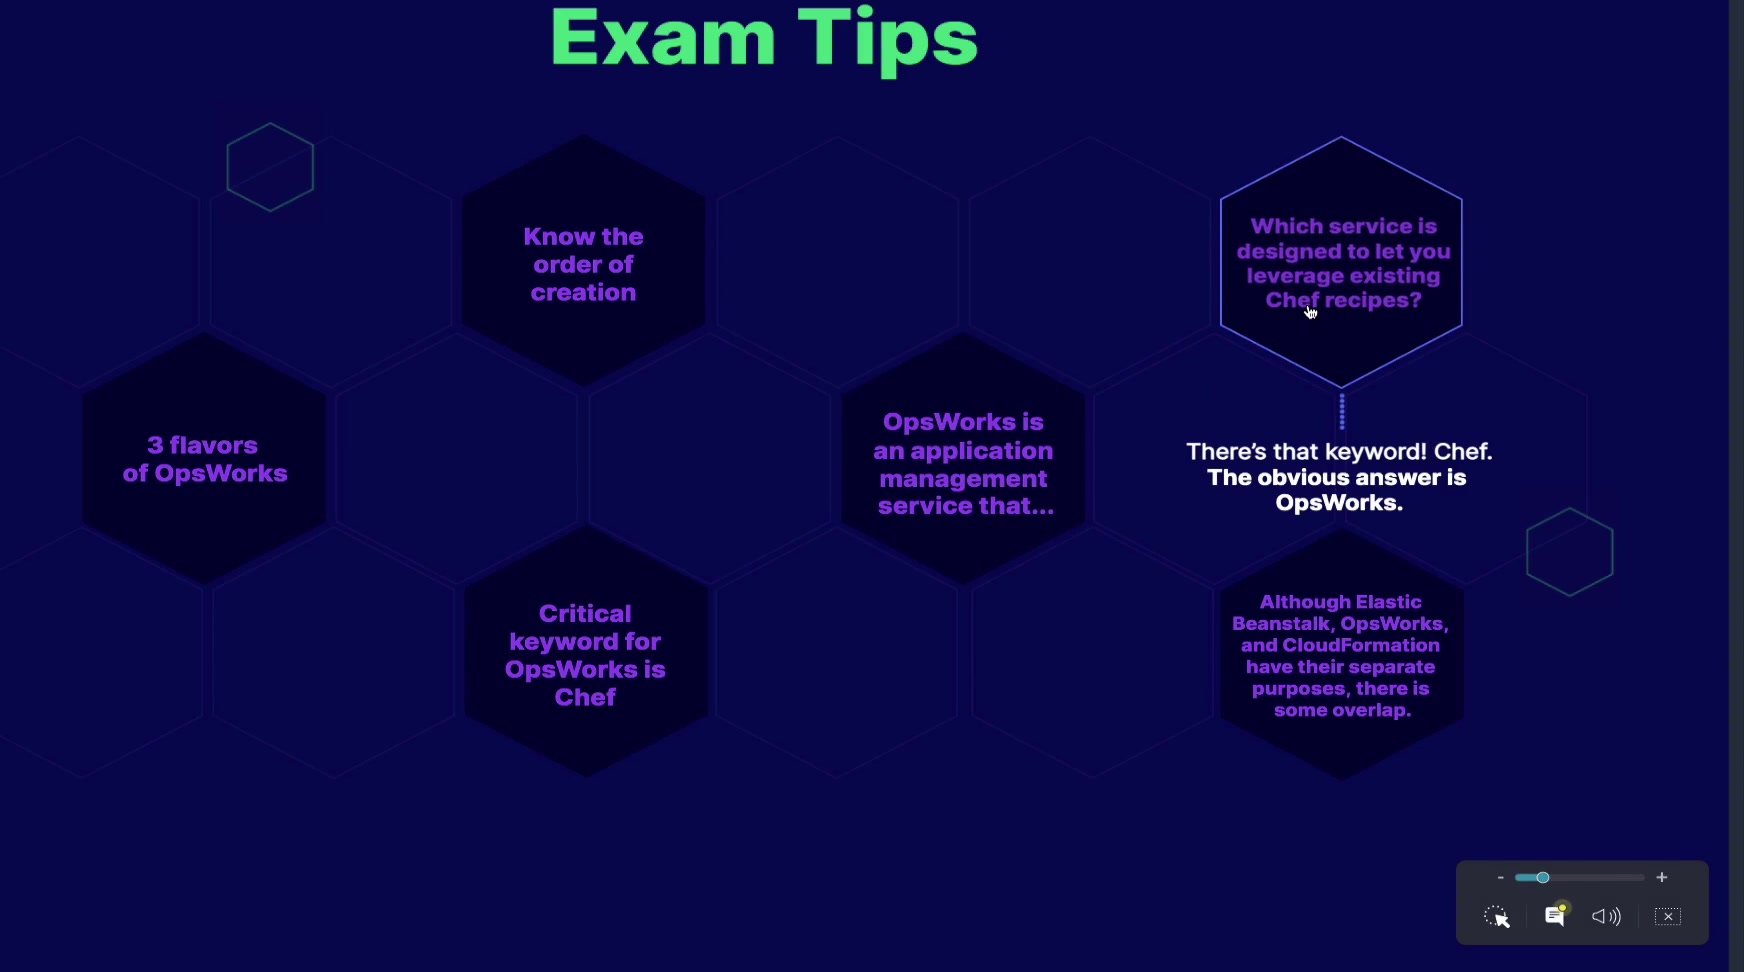 Exam Tips
Know the
order of
creation
Which service is
designed to let you
leverage existing
Chef recipes?
3 flavors
of OpsWorks
OpsWorks is
an application
management
service that...
There's that keyword! Chef.
The obvious answer is
OpsWorks.
Critical
keyword for
OpsWorks is
Chef
Although Elastic
Beanstalk, OpsWorks,
and CloudFormation
have their separate
purposes, there is
some overlap.